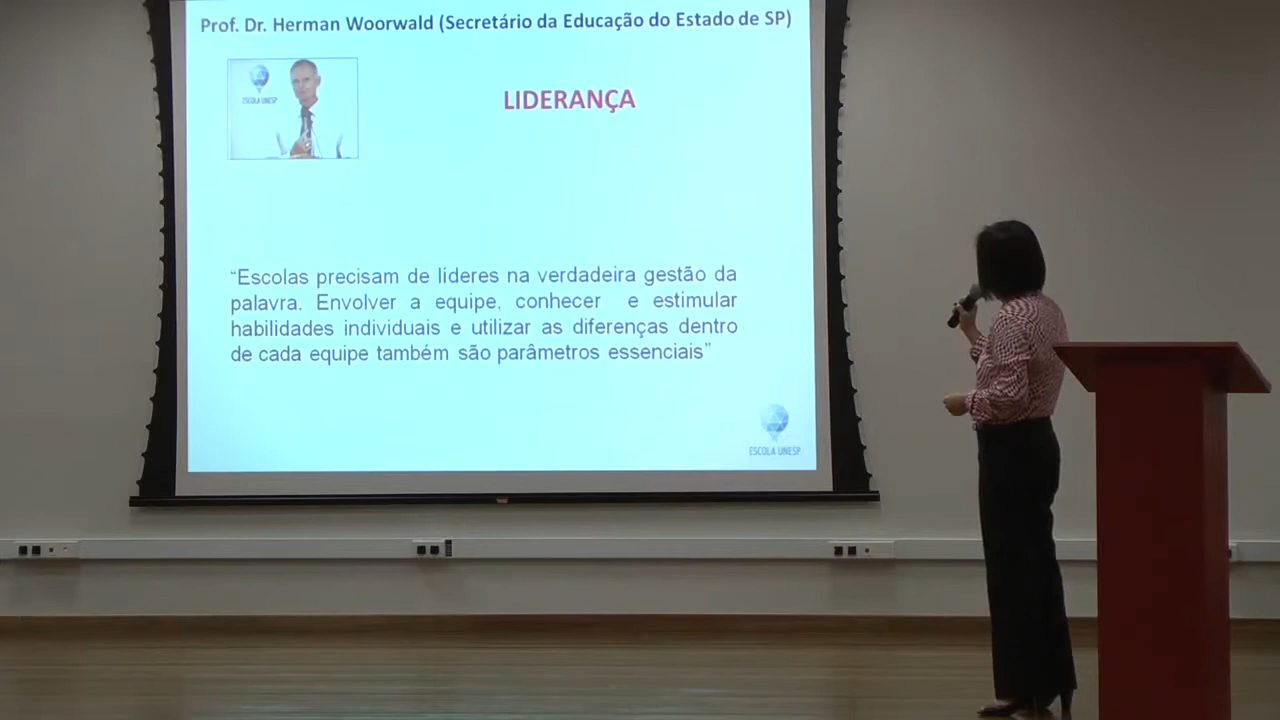 Prof. Dr. Herman Woorwald (Secretário da Educação do Estado de SP)
ESCOLA UNESP
LIDERANÇA
“Escolas precisam de líderes na verdadeira gestão da
palavra. Envolver a equipe, conhecer e estimular
habilidades individuais e utilizar as diferenças dentro
de cada equipe também são parâmetros essenciais”
ESCOLA UNESP